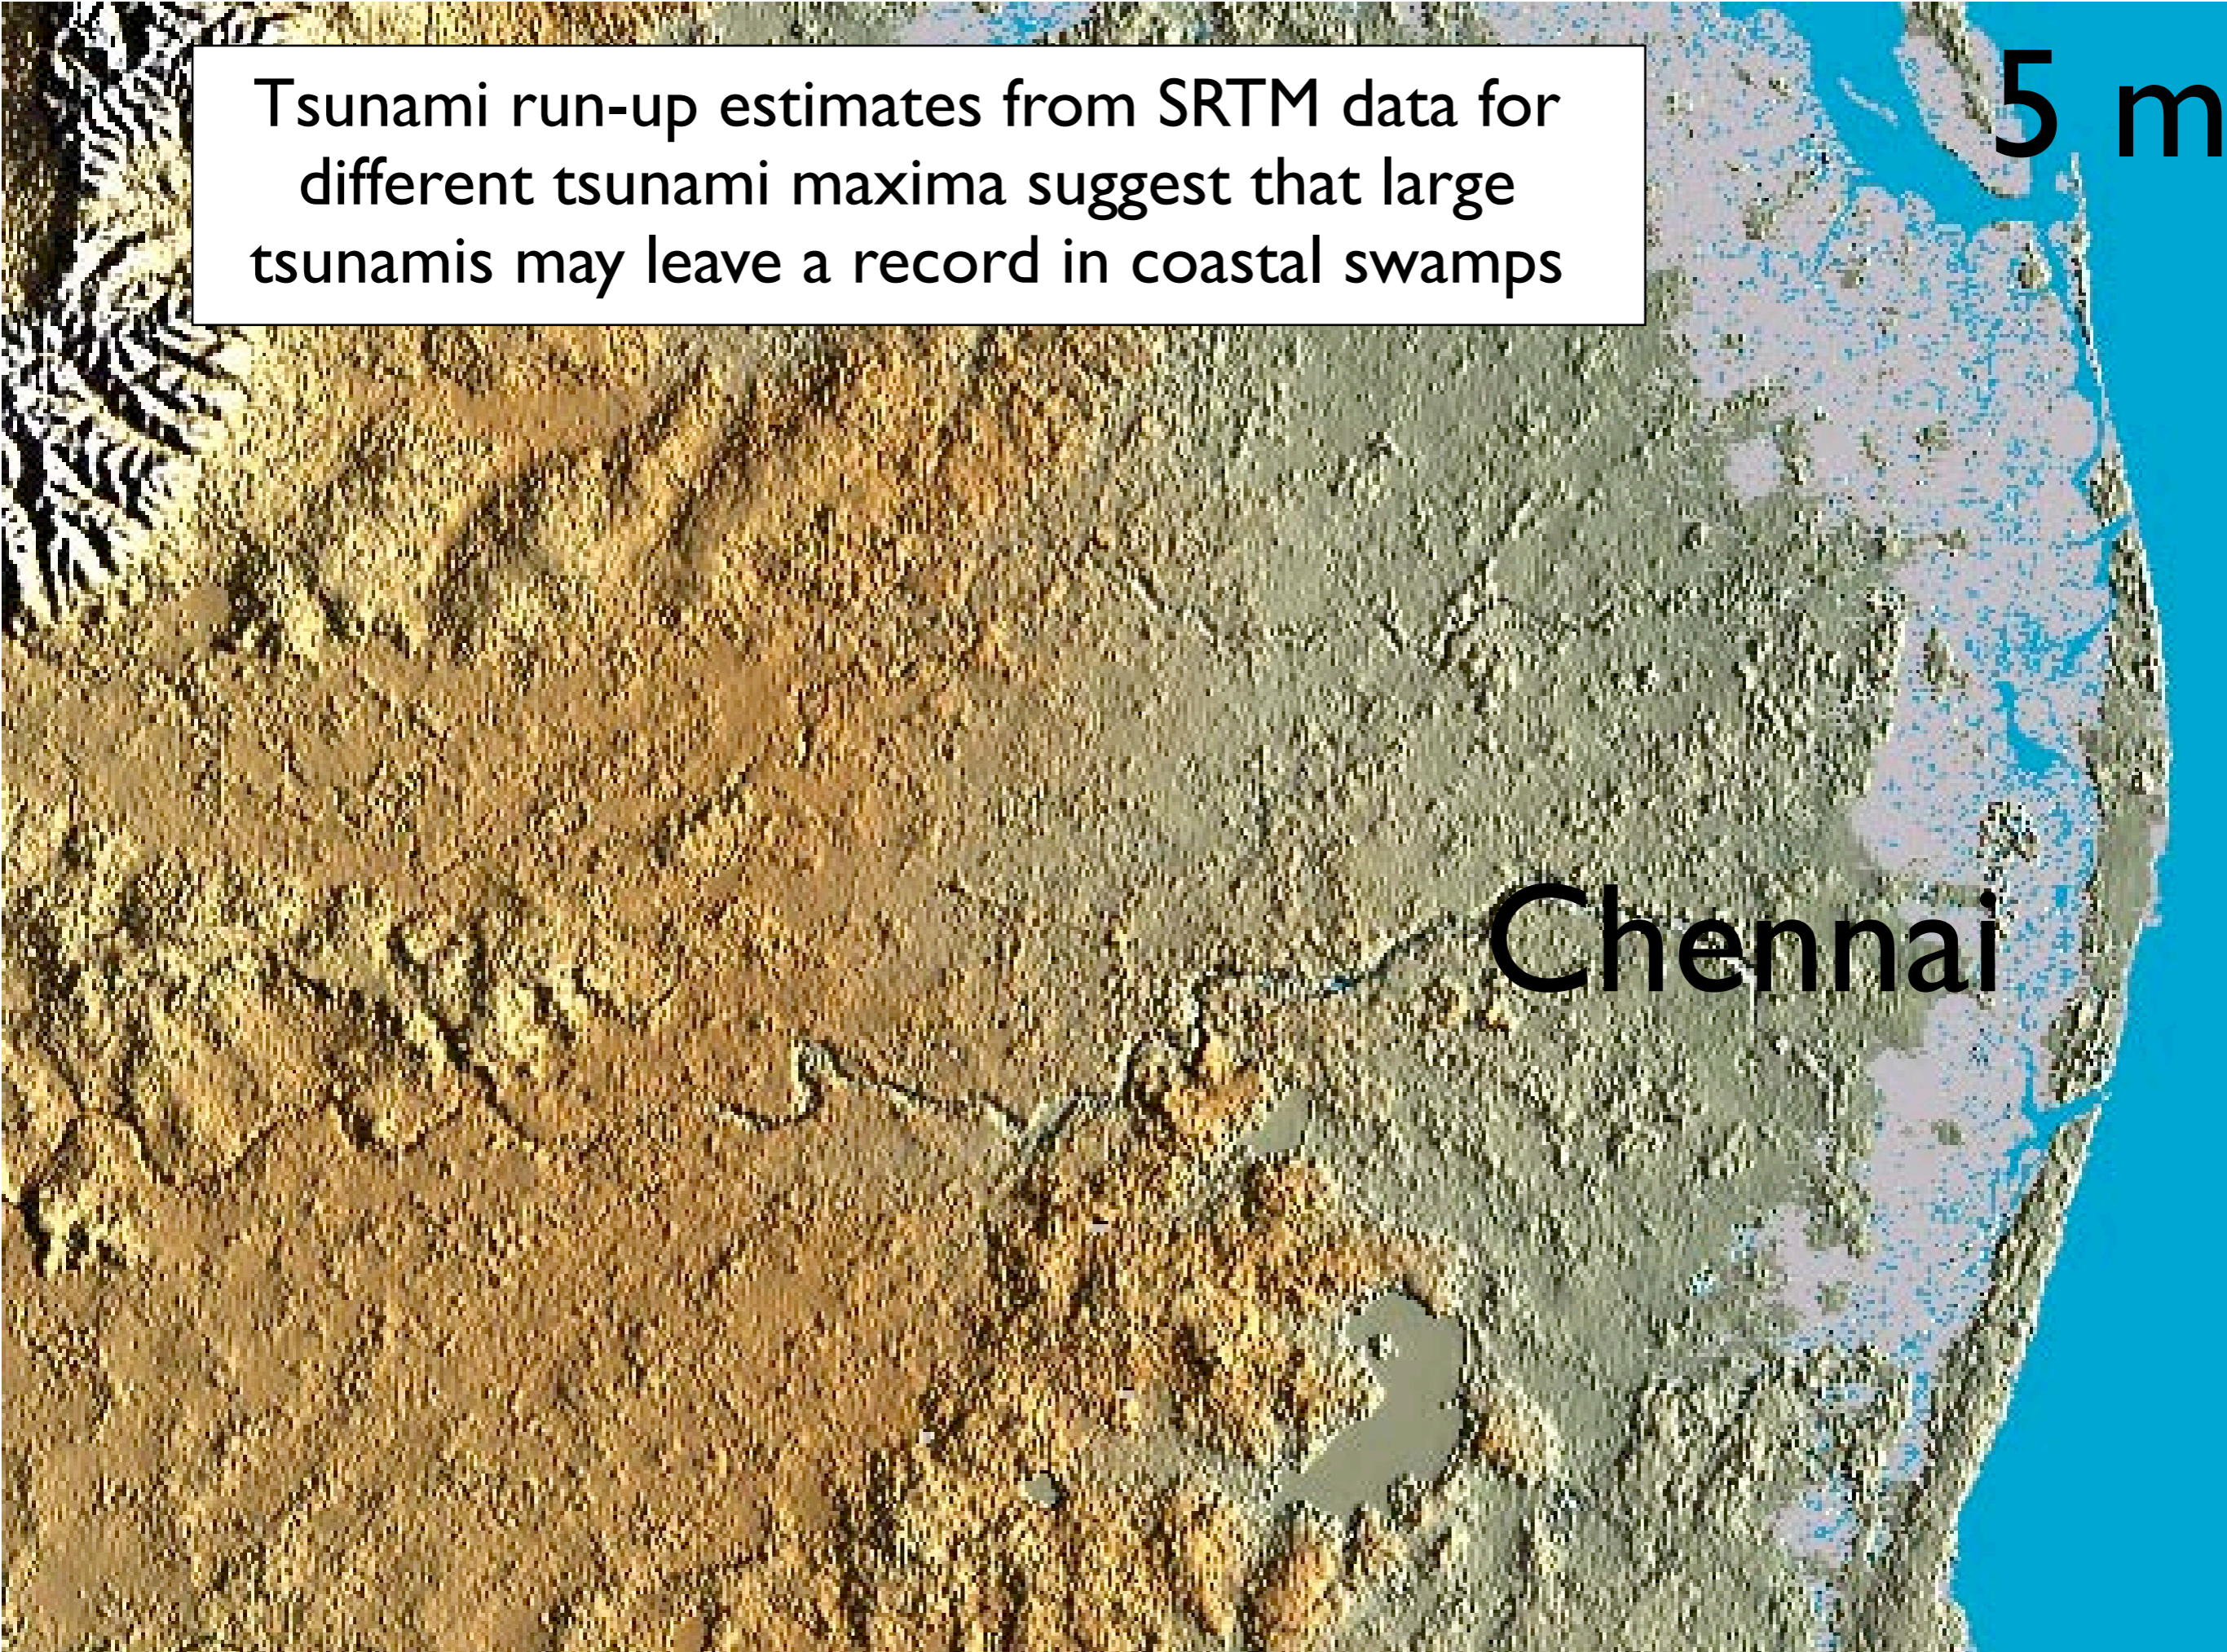 Tsunami run-up estimates from SRTM data for
different tsunami maxima suggest that large
tsunamis may leave a record in coastal swamps
5 m
Chennai